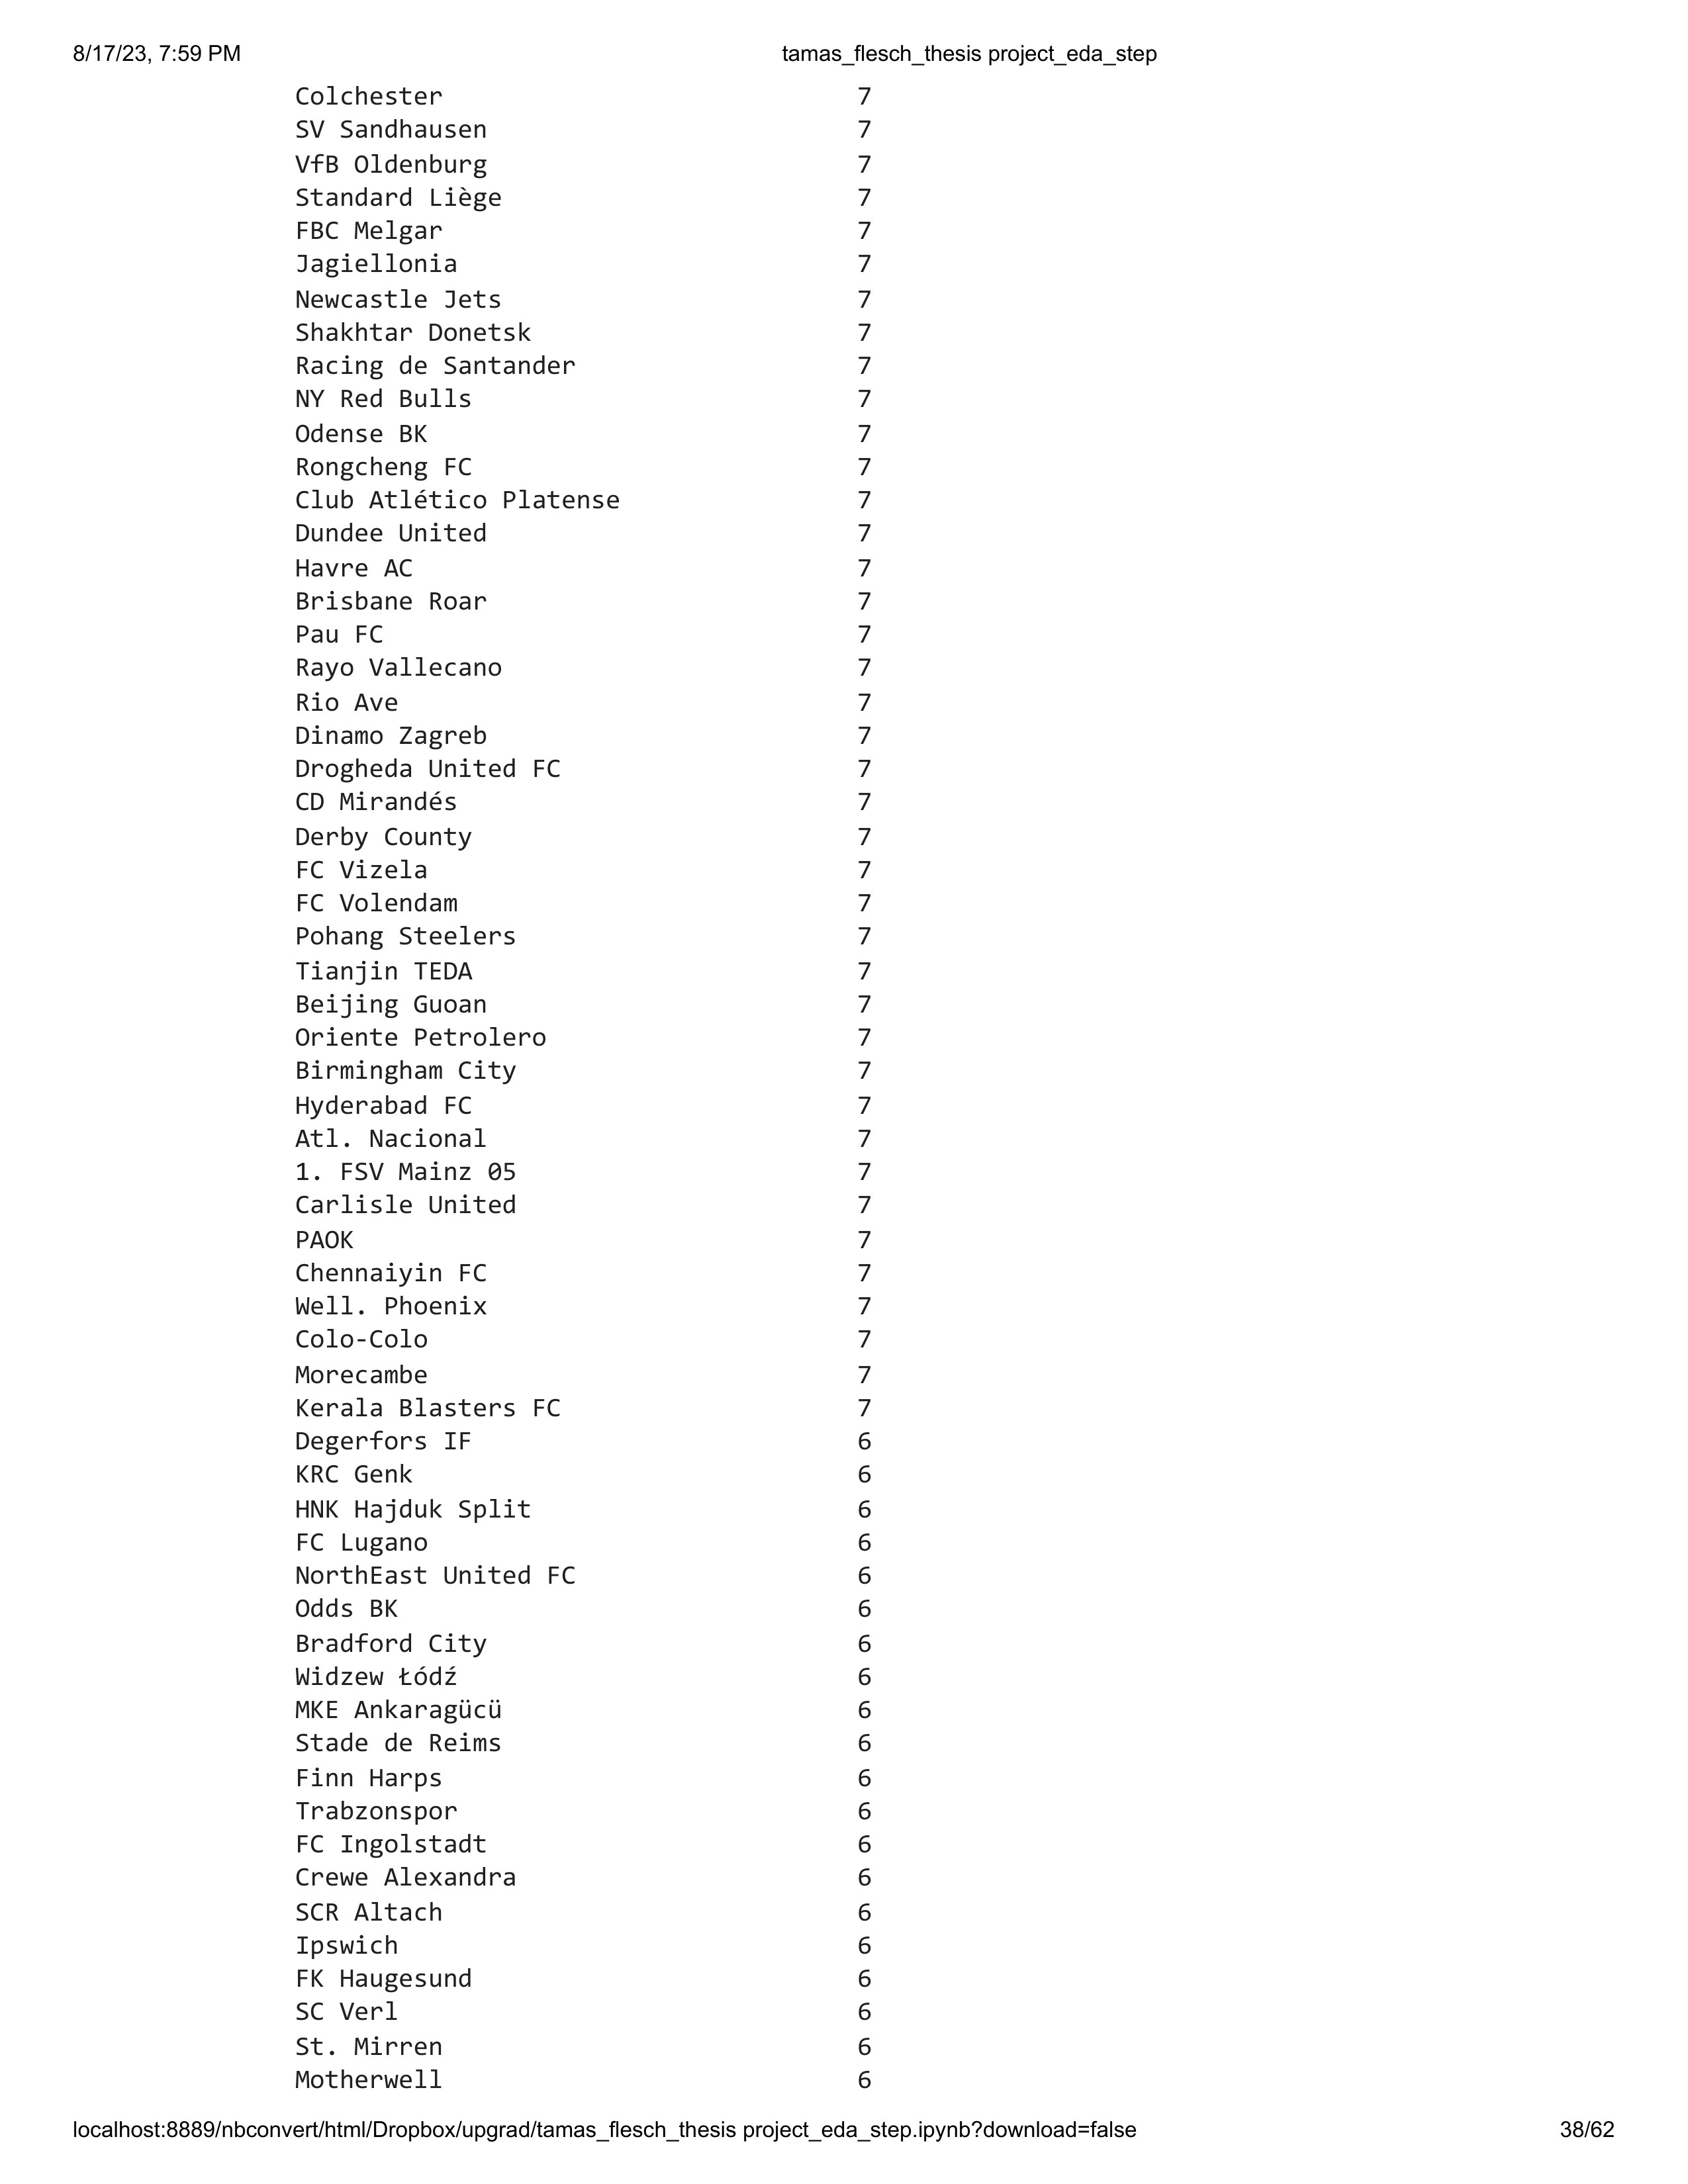 8/17/23, 7:59 PM tamas_flesch_thesis project_eda_step
Colchester 7
SV Sandhausen 7
VfB Oldenburg 7
Standard Liège 7
FBC Melgar 7
Jagiellonia 7
Newcastle Jets 7
Shakhtar Donetsk 7
Racing de Santander 7
NY Red Bulls 7
Odense BK 7
Rongcheng FC 7
Club Atlético Platense 7
Dundee United 7
Havre AC 7
Brisbane Roar 7
Pau FC 7
Rayo Vallecano 7
Rio Ave 7
Dinamo Zagreb 7
Drogheda United FC 7
CD Mirandés 7
Derby County 7
FC Vizela 7
FC Volendam 7
Pohang Steelers 7
Tianjin TEDA 7
Beijing Guoan 7
Oriente Petrolero 7
Birmingham City 7
Hyderabad FC 7
Atl. Nacional 7
1. FSV Mainz 05 7
Carlisle United 7
PAOK 7
Chennaiyin FC 7
Well. Phoenix 7
Colo-Colo 7
Morecambe 7
Kerala Blasters FC 7
Degerfors IF 6
KRC Genk 6
HNK Hajduk Split 6
FC Lugano 6
NorthEast United FC 6
Odds BK 6
Bradford City 6
Widzew Łódź 6
MKE Ankaragücü 6
Stade de Reims 6
Finn Harps 6
Trabzonspor 6
FC Ingolstadt 6
Crewe Alexandra 6
SCR Altach 6
Ipswich 6
FK Haugesund 6
SC Verl 6
St. Mirren 6
Motherwell 6
localhost:8889/nbconvert/html/Dropbox/upgrad/tamas_flesch_thesis project_eda_step.ipynb?download=false 38/62